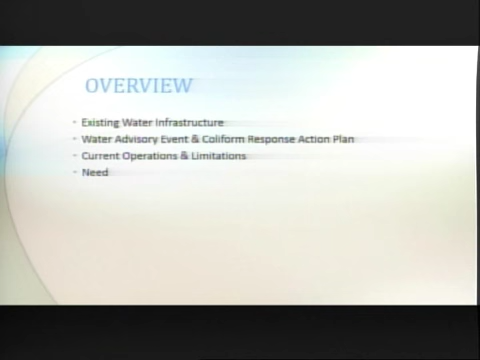 OVERVIEW
• Existing Water Infrastructure
• Water Advisory Event & Coliform Response Action Plan
• Current Operations & Limitations
• Need